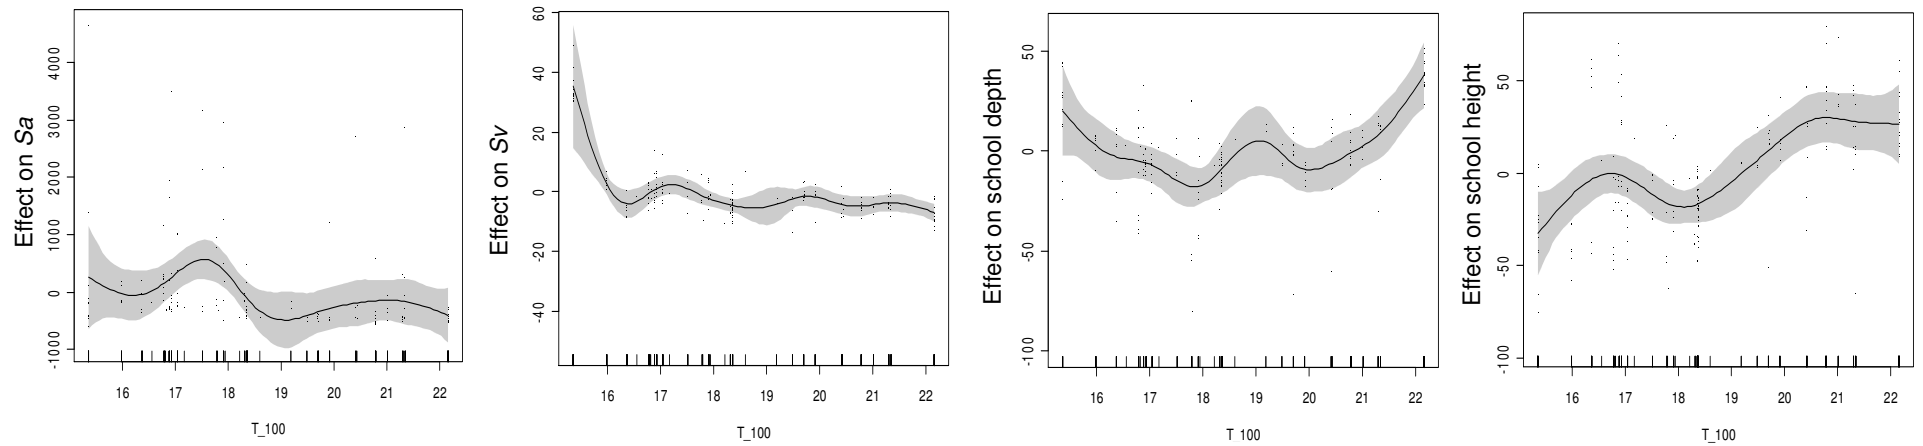 Effect on Sa
4000
3000
2000
1000
0
-1000
16 17 18 19 20 21 22
T_100
Effect on Sv
60
40
20
0
-20
-40
16 17 18 19 20 21 22
T_100
Effect on school depth
50
0
-50
-100
16 17 18 19 20 21 22
T_100
Effect on school height
50
0
-50
-100
16 17 18 19 20 21 22
T_100